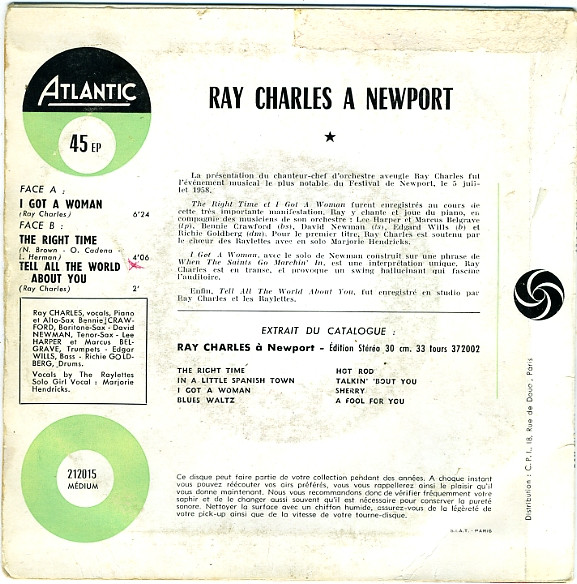 ATLANTIC
45 EP
RAY CHARLES A NEWPORT
★
FACE A :
I GOT A WOMAN
(Ray Charles) 6'24
FACE B :
THE RIGHT TIME
(N. Brown - O. Cadena -
L. Herman) 4'06
TELL ALL THE WORLD
ABOUT YOU
(Ray Charles) 2'
Ray CHARLES, vocals, Piano
et Alto-Sax Bennie CRAW-
FORD, Boritone-Sax - David
NEWMAN, Tenor-Sax - Lee
HARPER et Marcus BEL-
GRAVE, Trumpets - Edgar
WILLS, Bass - Richie GOLD-
BERG, Drums.
Vocals by The Raylettes
Solo Girl Vocal : Marjorie
Hendricks.
La présentation du chanteur-chef d'orchestre aveugle Ray Charles fut
l'événement musical le plus notable du Festival de Newport, le 5 juil-
let 1958.
The Right Time et I Got A Woman furent enregistrés au cours de
cette très importante manifestation. Ray y chante et joue du piano, en
compagnie des musiciens de son orchestre : Lee Harper et Marcus Belgrave
(tp), Bennie Crawford (bs), David Newman (ts), Edgard Wills (b) et
Richie Goldberg (dm). Pour le premier titre, Ray Charles est soutenu par
le chœur des Raylettes avec en solo Marjorie Hendricks.
I Got A Woman, avec le solo de Newman construit sur une phrase de
When The Saints Go Marchin' In, est une interprétation unique. Ray
Charles est en transe, et provoque un swing hallucinant qui fascine
l'auditoire.
Enfin, Tell All The World About You, fut enregistré en studio par
Ray Charles et les Raylettes.
EXTRAIT DU CATALOGUE :
RAY CHARLES à Newport - Édition Stéréo 30 cm. 33 tours 372002
THE RIGHT TIME
IN A LITTLE SPANISH TOWN
I GOT A WOMAN
BLUES WALTZ
HOT ROD
TALKIN' 'BOUT YOU
SHERRY
A FOOL FOR YOU
212015
MÉDIUM
Ce disque peut faire partie de votre collection pendant des années. A chaque instant
vous pouvez réécouter vos airs préférés, vous vous rappellerez ainsi le plaisir qu'il
vous donne maintenant. Nous vous recommandons donc de vérifier fréquemment votre
saphir et de le changer aussi souvent qu'il est nécessaire pour conserver la pureté
sonore. Nettoyer la surface avec un chiffon humide, assurez-vous de la légèreté de
votre pick-up ainsi que de la vitesse de votre tourne-disque.
Distribution : C. P. I., 18, Rue de Douai, Paris